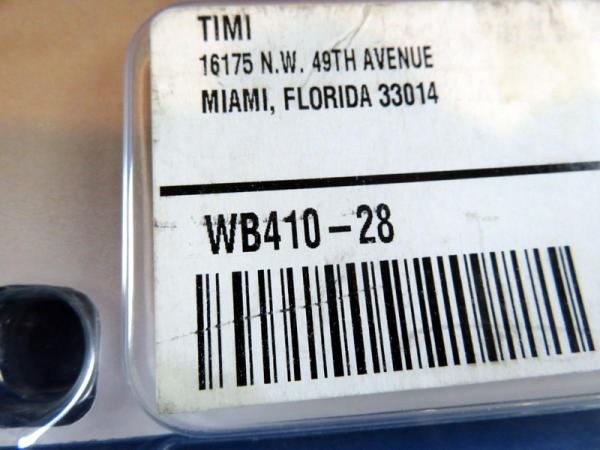 TIMI
16175 N.W. 49TH AVENUE
MIAMI, FLORIDA 33014
WB410-28